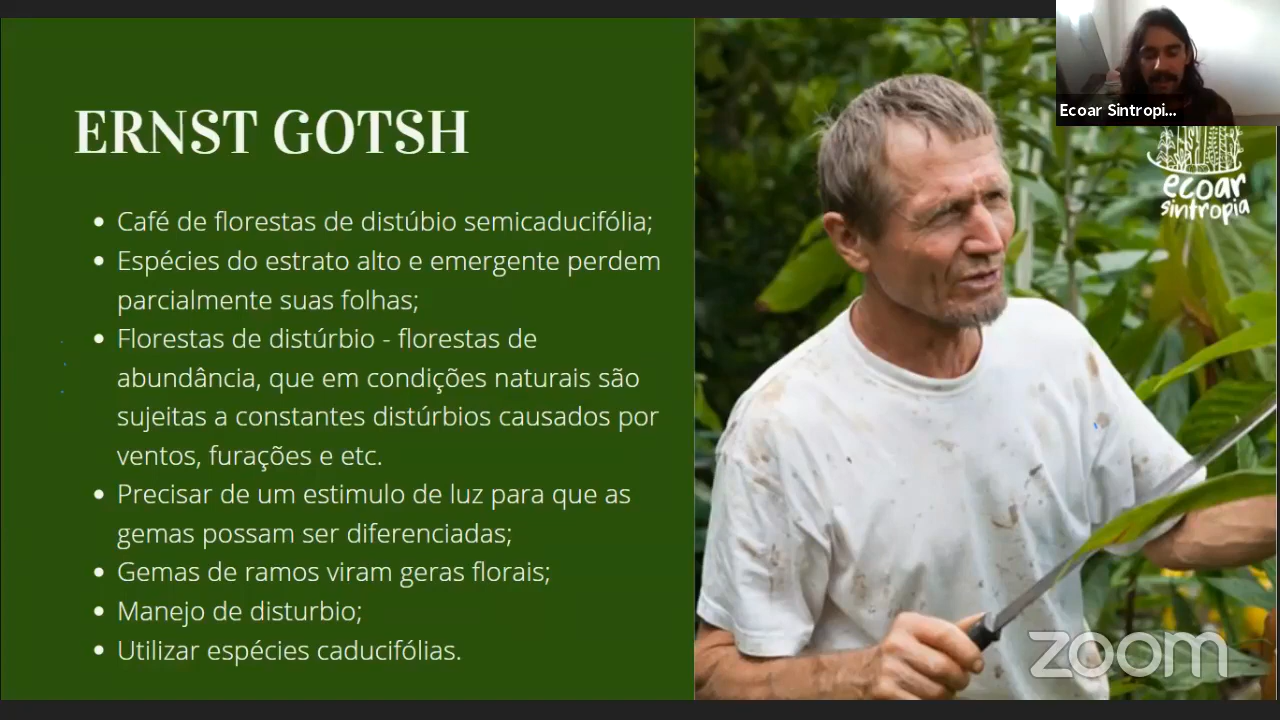 Ecoar Sintropi...
ecoar
sintropia
ERNST GOTSH
• Café de florestas de distúbio semicaducifólia;
• Espécies do estrato alto e emergente perdem
parcialmente suas folhas;
• Florestas de distúrbio - florestas de
abundância, que em condições naturais são
sujeitas a constantes distúrbios causados por
ventos, furações e etc.
• Precisar de um estimulo de luz para que as
gemas possam ser diferenciadas;
• Gemas de ramos viram geras florais;
• Manejo de disturbio;
• Utilizar espécies caducifólias.
zoom